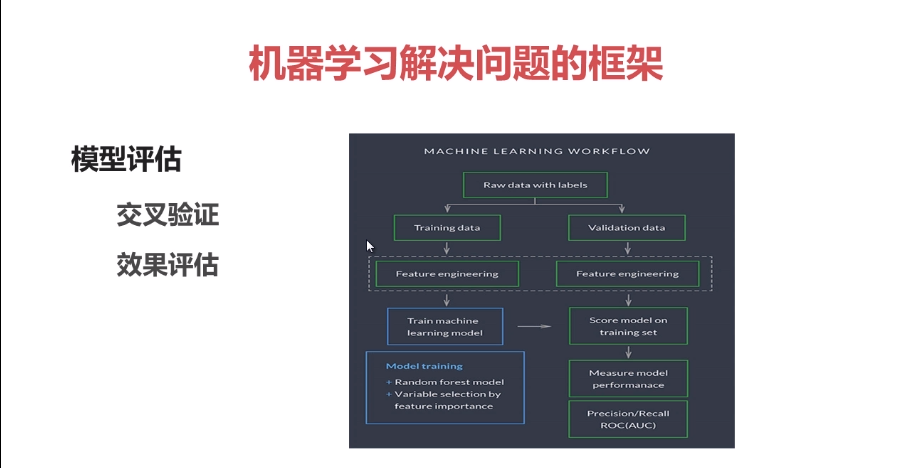 机器学习解决问题的框架
模型评估
交叉验证
效果评估
MACHINE LEARNING WORKFLOW
Raw data with labels
Training data
Validation data
Feature engineering
Feature engineering
Train machine
learning model
Score model on
training set
Model training
+ Random forest model
+ Variable selection by
feature importance
Measure model
performanace
Precision/Recall
ROC(AUC)